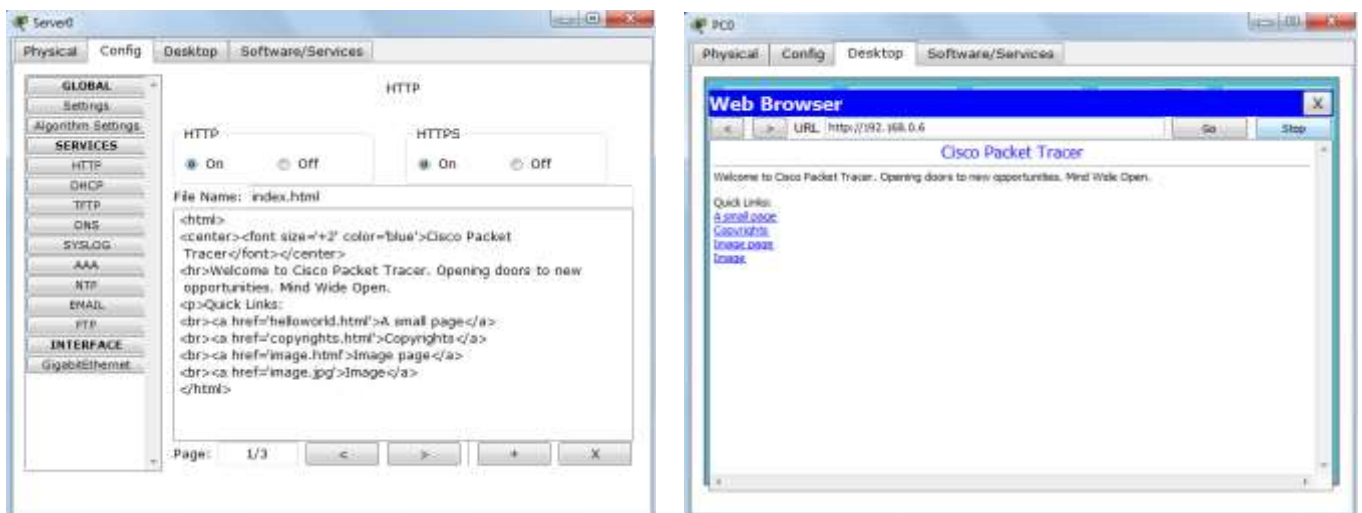 Server0
Physical Config Desktop Software/Services
GLOBAL
Settings
Algorithm Settings
SERVICES
HTTP
DHCP
TFTP
DNS
SYSLOG
AAA
NTP
EMAIL
FTP
INTERFACE
GigabitEthernet
HTTP
HTTP
On Off
HTTPS
On Off
File Name: index.html
<html>
<center><font size='+2' color='blue'>Cisco Packet
Tracer</font></center>
<hr>Welcome to Cisco Packet Tracer. Opening doors to new
opportunities. Mind Wide Open.
<p>Quick Links:
<br><a href='helloworld.html'>A small page</a>
<br><a href='copyrights.html'>Copyrights</a>
<br><a href='image.html'>Image page</a>
<br><a href='image.jpg'>Image</a>
</html>
Page: 1/3 < > + X
PC0
Physical Config Desktop Software/Services
Web Browser X
< > URL http://192.168.0.6 Go Stop
Cisco Packet Tracer
Welcome to Cisco Packet Tracer. Opening doors to new opportunities. Mind Wide Open.
Quick Links:
A small page
Copyrights
Image page
Image